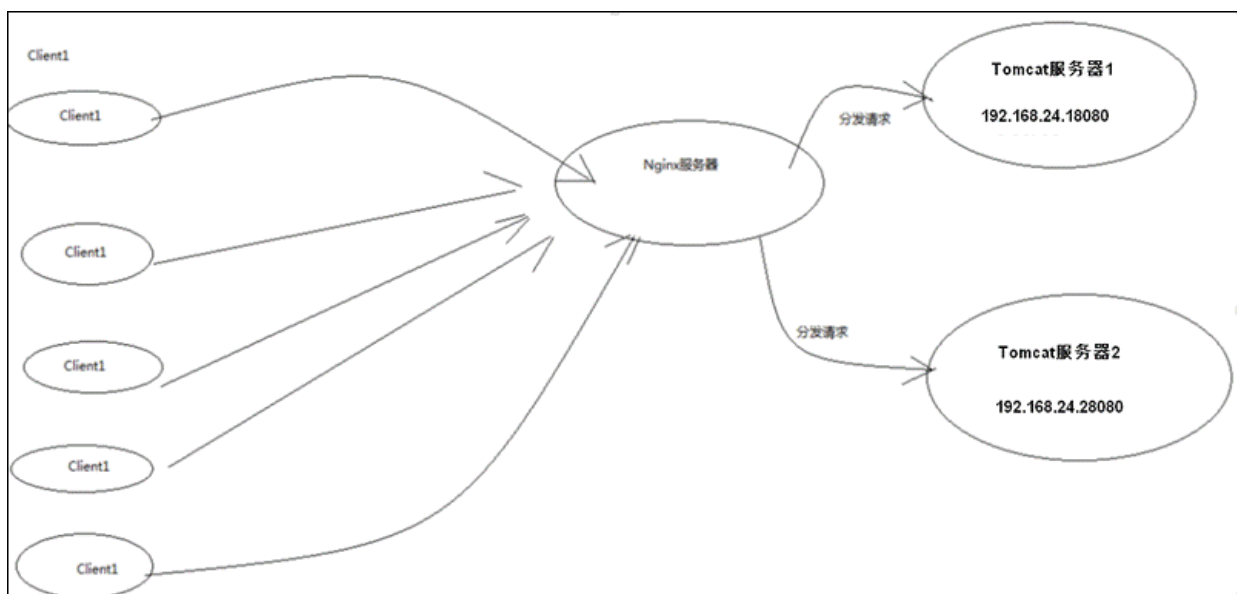 Client1
Client1
Client1
Client1
Client1
Client1
Nginx服务器
分发请求
分发请求
Tomcat服务器1
192.168.24.18080
Tomcat服务器2
192.168.24.28080